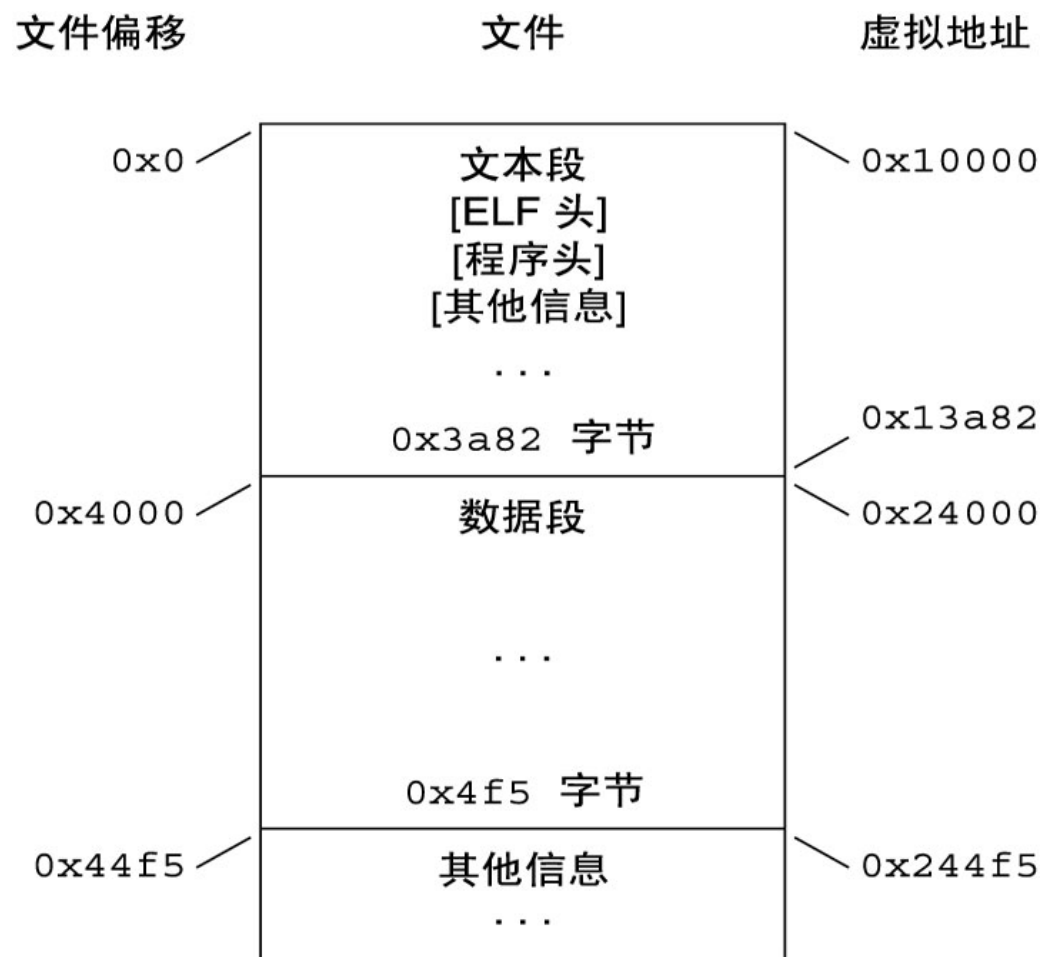 文件偏移 文件 虚拟地址
0x0 文本段 0x10000
[ELF 头]
[程序头]
[其他信息]
...
0x13a82
0x3a82 字节
0x4000 数据段 0x24000
...
0x4f5 字节
0x44f5 其他信息 0x244f5
...